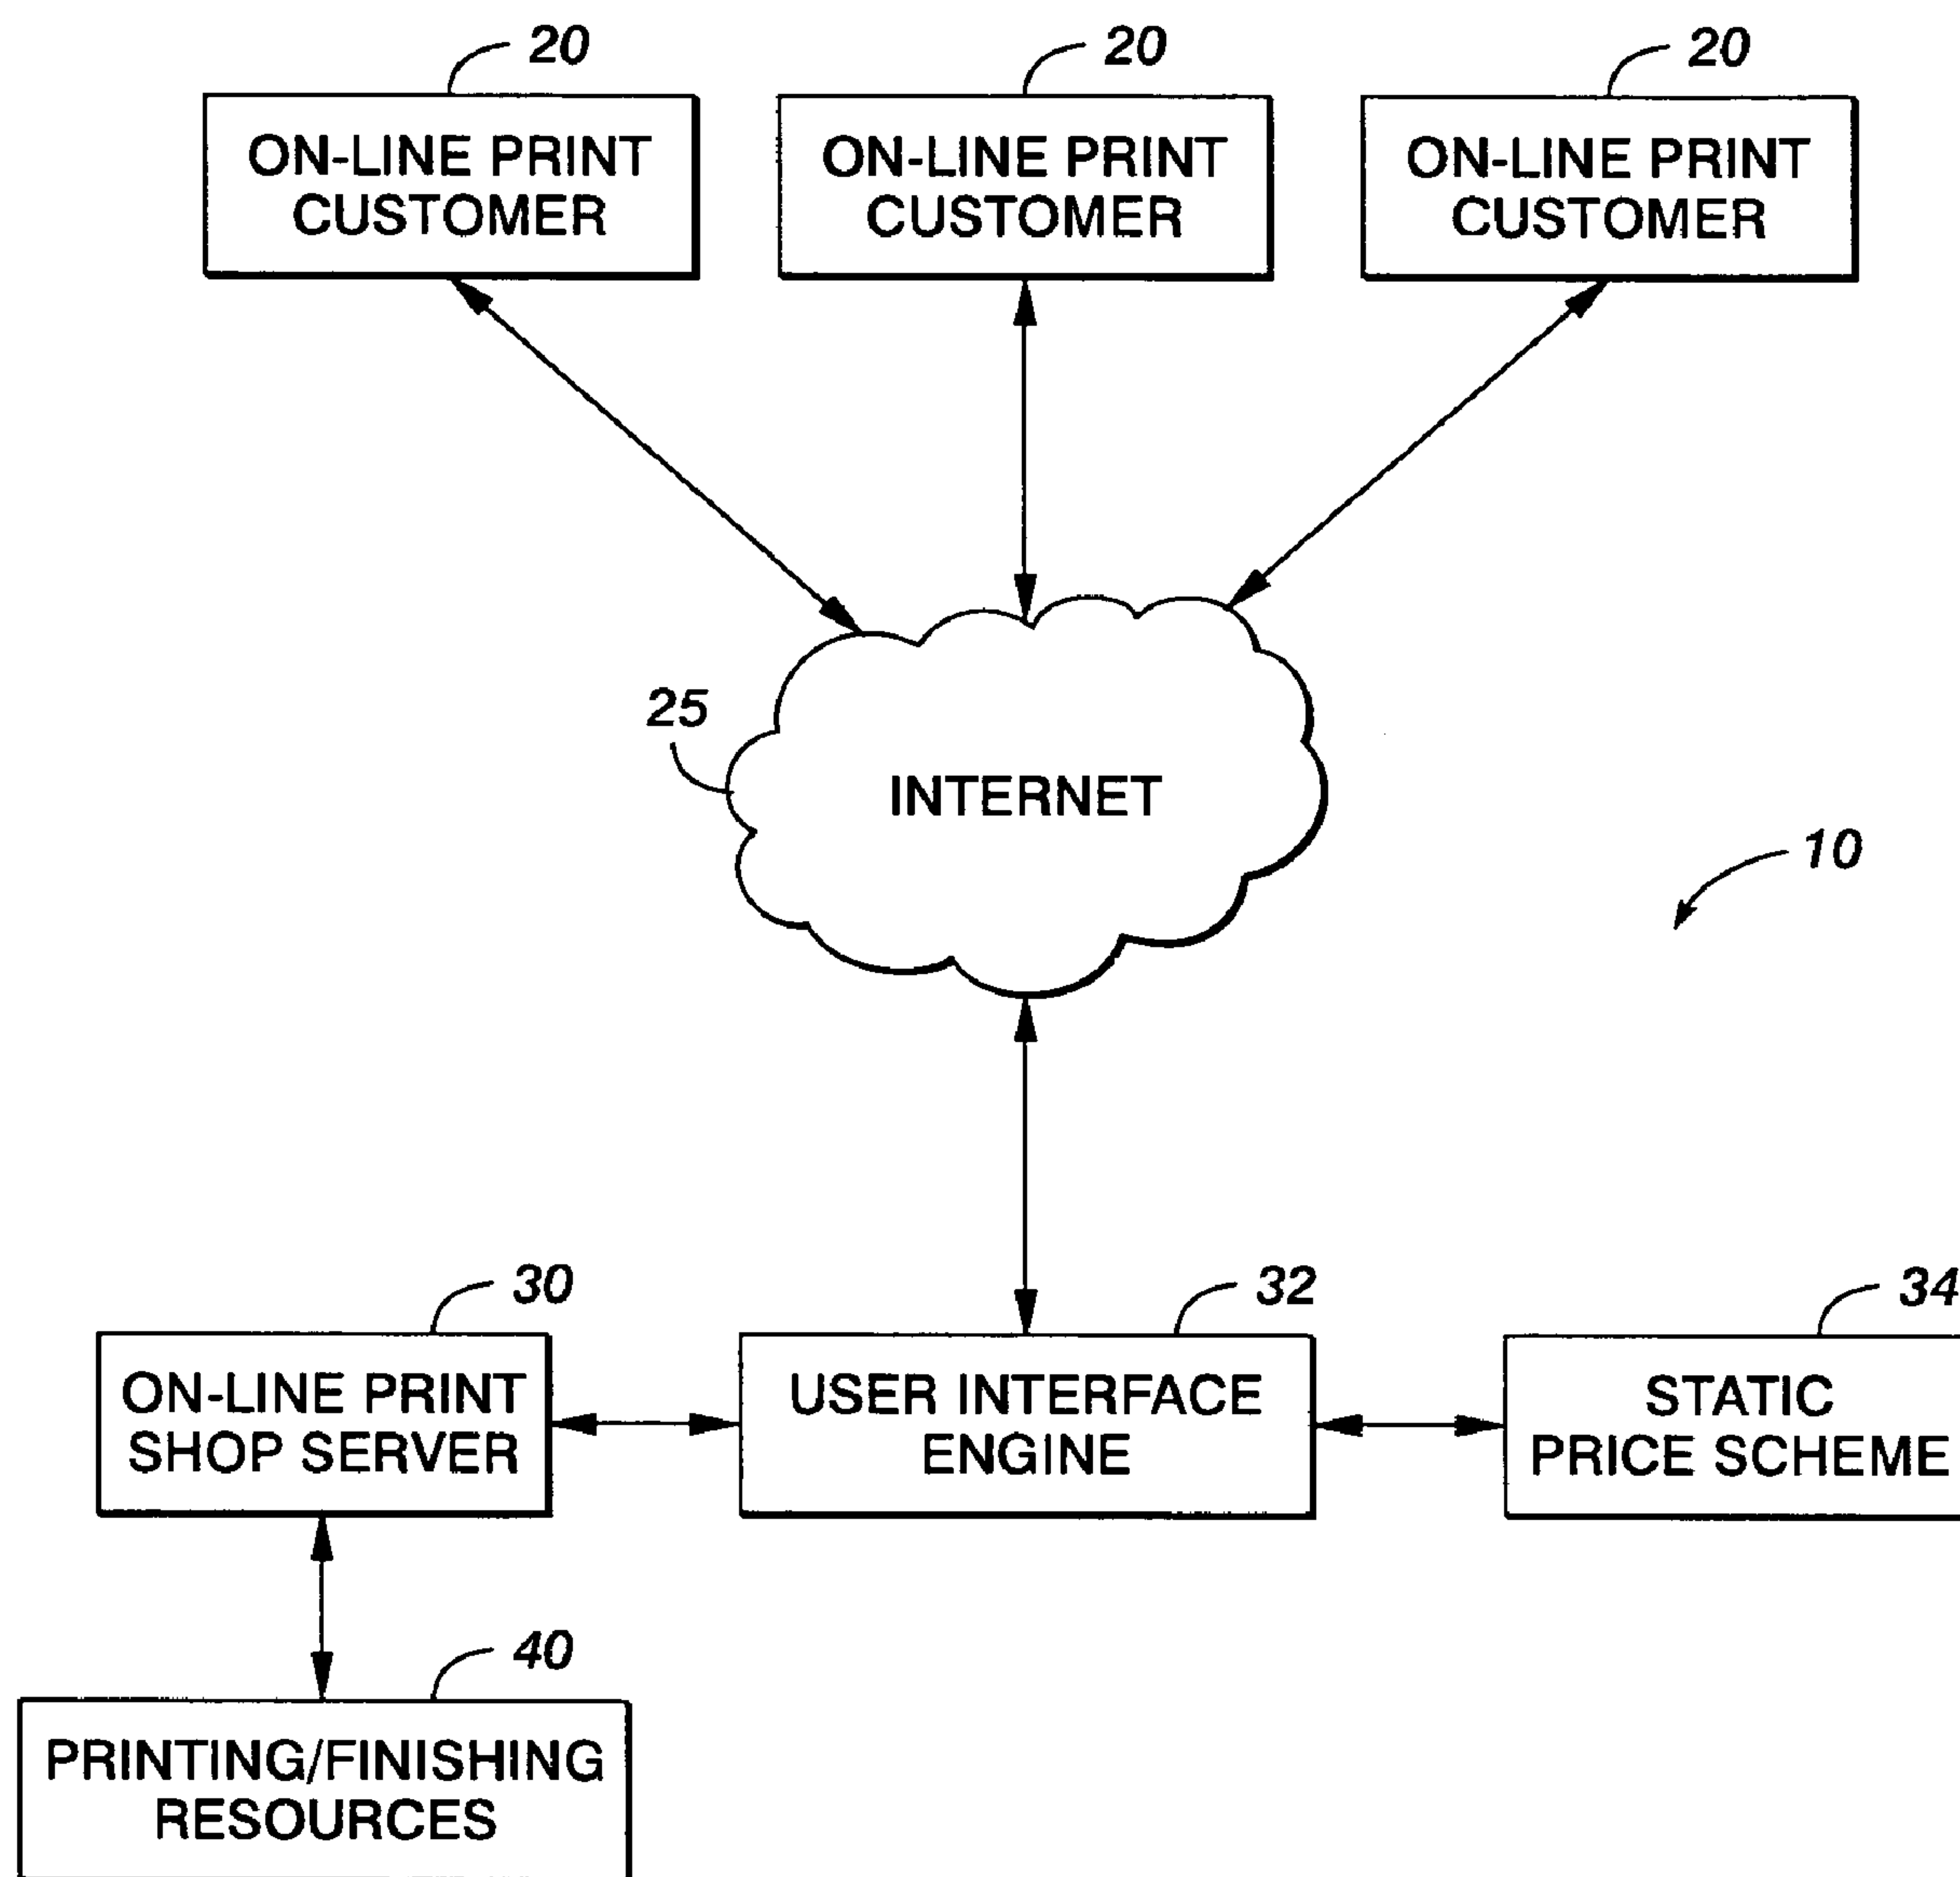 20
20
20
ON-LINE PRINT
CUSTOMER
ON-LINE PRINT
CUSTOMER
ON-LINE PRINT
CUSTOMER
25
INTERNET
10
30
32
34
ON-LINE PRINT
SHOP SERVER
USER INTERFACE
ENGINE
STATIC
PRICE SCHEME
40
PRINTING/FINISHING
RESOURCES